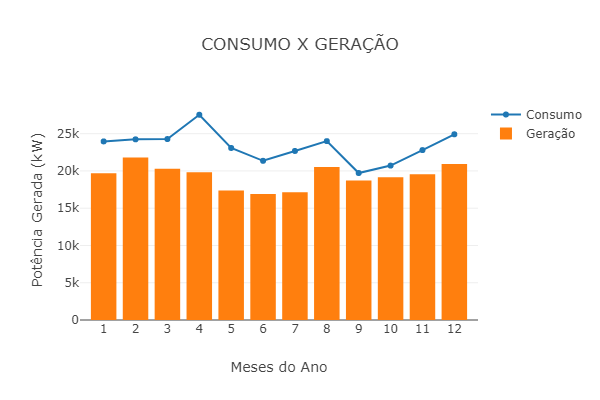 CONSUMO X GERAÇÃO
Consumo
Geração
Potência Gerada (kW)
25k
20k
15k
10k
5k
0
1 2 3 4 5 6 7 8 9 10 11 12
Meses do Ano